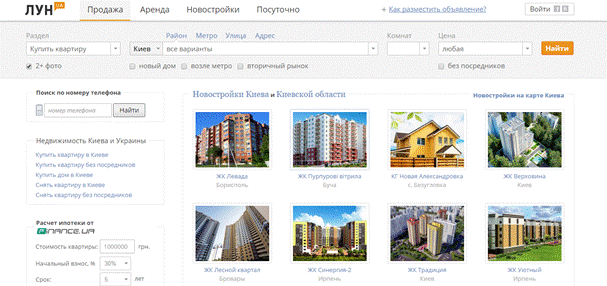 ЛУН.UA Продажа Аренда Новостройки Посуточно + Как разместить объявление? Войти
Раздел Район Метро Улица Адрес Комнат Цена
Купить квартиру Киев все варианты любая Найти
2+ фото новый дом возле метро вторичный рынок без посредников
Поиск по номеру телефона
номер телефона Найти
Недвижимость Киева и Украины
Купить квартиру в Киеве
Купить квартиру без посредников
Купить дом в Киеве
Снять квартиру в Киеве
Снять квартиру без посредников
Расчет ипотеки от
FINANCE.UA
Стоимость квартиры: 1000000 грн.
Начальный взнос, % 30%
Срок: 5 лет
Новостройки Киева и Киевской области Новостройки на карте Киева
ЖК Левада ЖК Пурпурові вітрила КГ Новая Александровка ЖК Верховина
Бориспiль Буча с. Безугловка Киев
ЖК Лесной квартал ЖК Синергия-2 ЖК Традиция ЖК Уютный
Бровары Ирпень Киев Ирпень